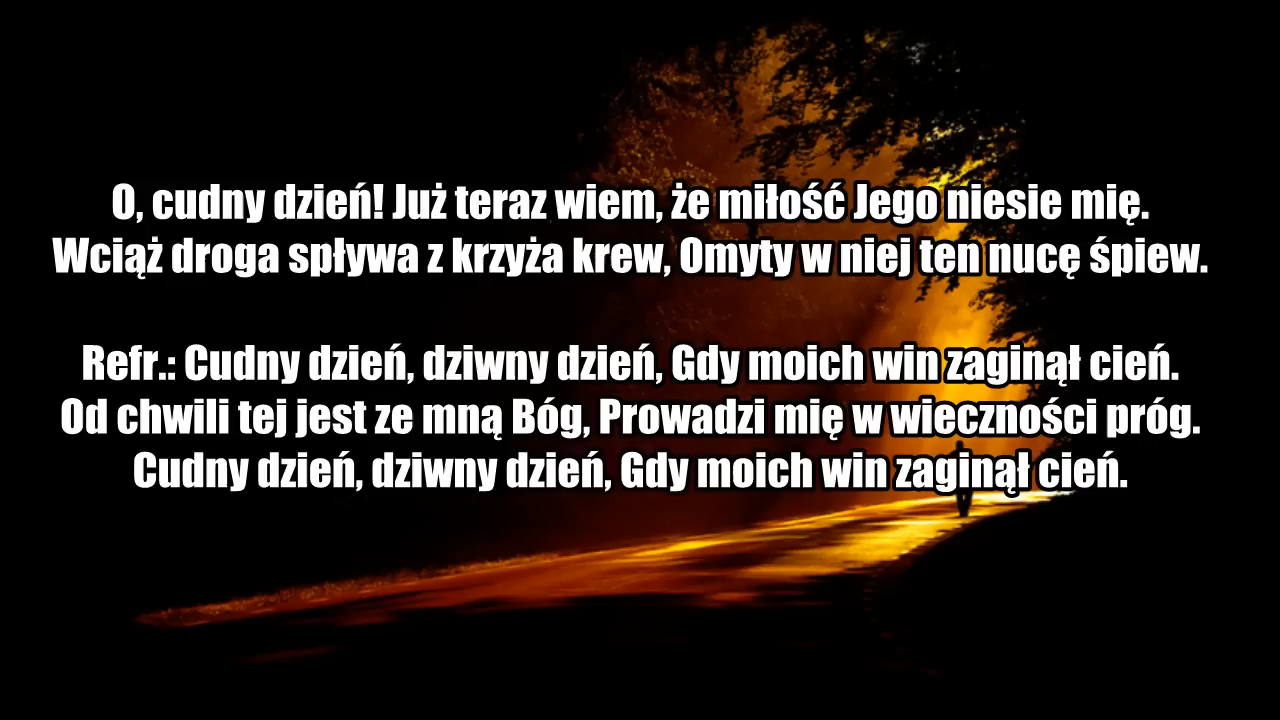 O, cudny dzień! Już teraz wiem, że miłość Jego niesie mię.
Wciąż droga spływa z krzyża krew, Omyty w niej ten nucę śpiew.
Refr.: Cudny dzień, dziwny dzień, Gdy moich win zaginął cień.
Od chwili tej jest ze mną Bóg, Prowadzi mię w wieczności próg.
Cudny dzień, dziwny dzień, Gdy moich win zaginął cień.